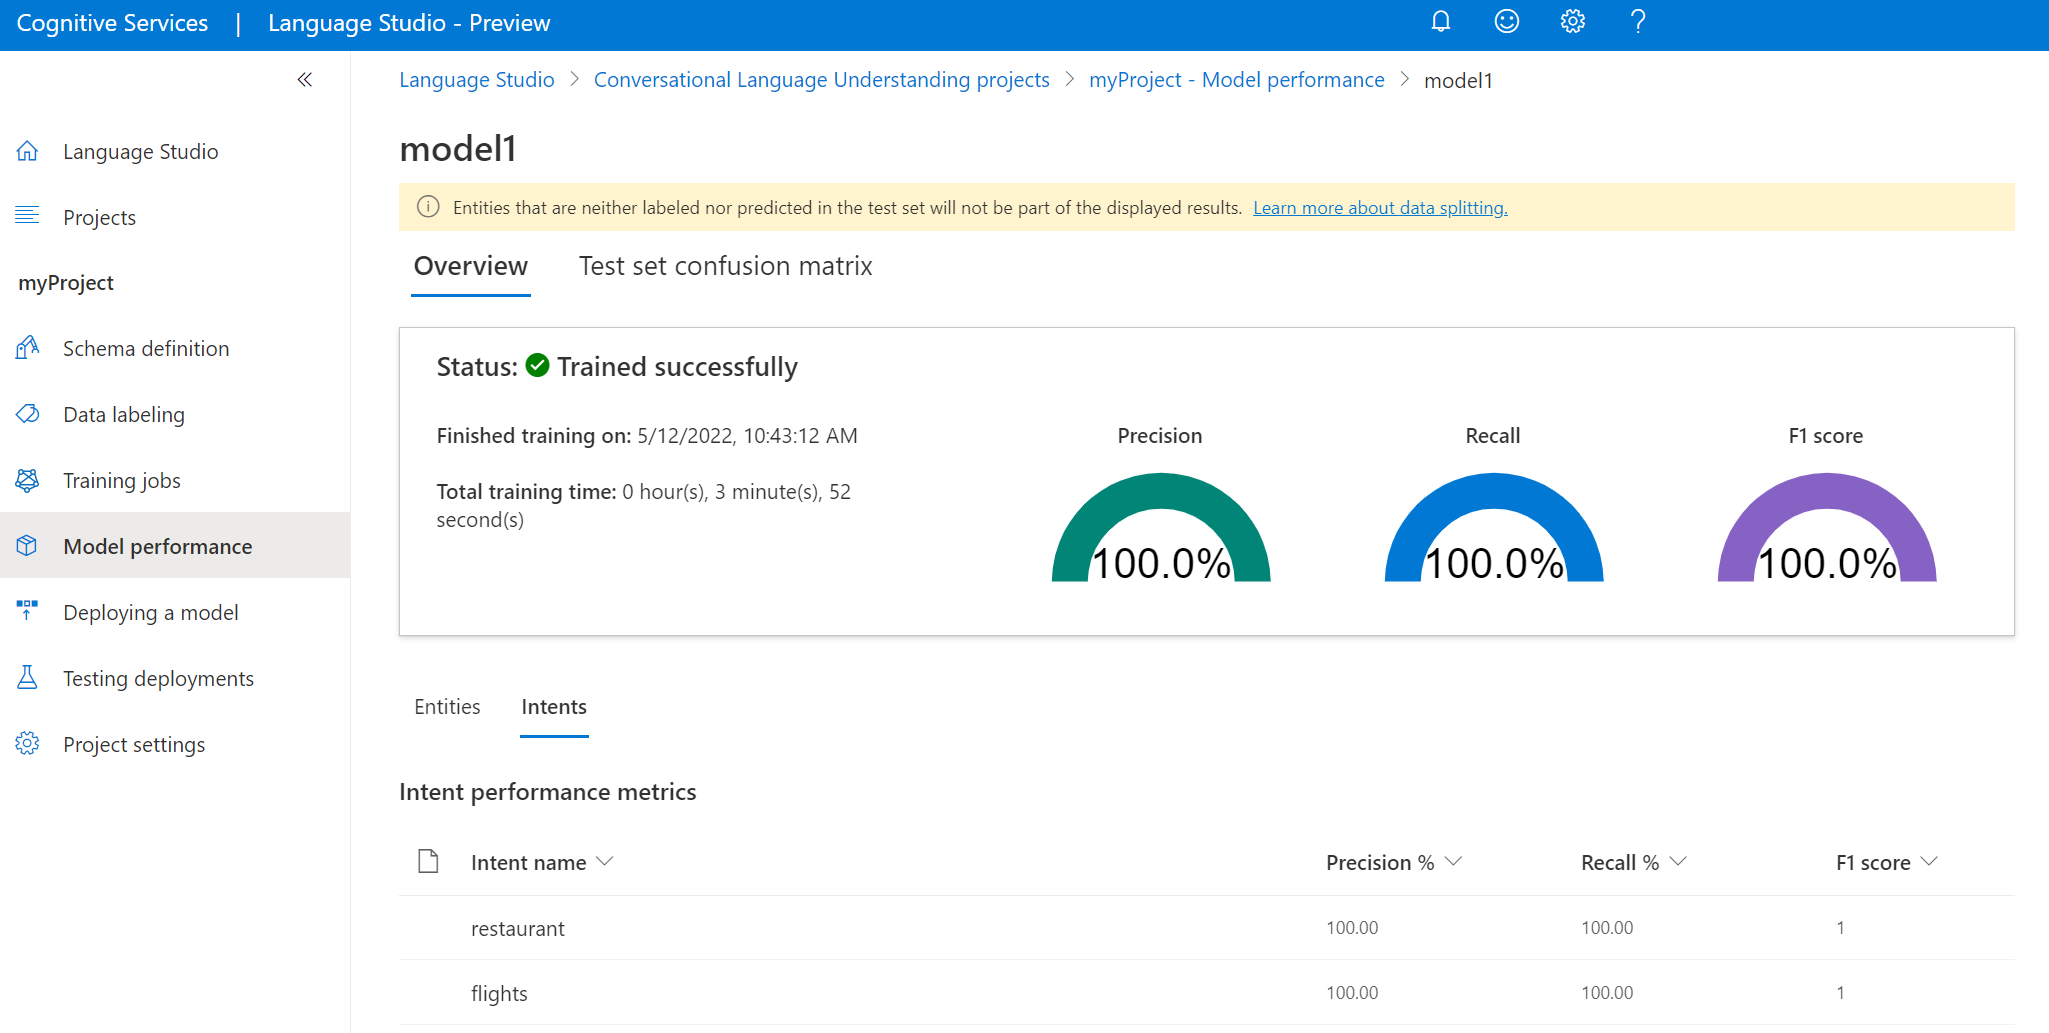 Cognitive Services | Language Studio - Preview
Language Studio > Conversational Language Understanding projects > myProject - Model performance > model1
Language Studio
Projects
myProject
Schema definition
Data labeling
Training jobs
Model performance
Deploying a model
Testing deployments
Project settings
model1
Entities that are neither labeled nor predicted in the test set will not be part of the displayed results. Learn more about data splitting.
Overview Test set confusion matrix
Status: Trained successfully
Finished training on: 5/12/2022, 10:43:12 AM
Total training time: 0 hour(s), 3 minute(s), 52
second(s)
Precision Recall F1 score
100.0% 100.0% 100.0%
Entities Intents
Intent performance metrics
Intent name Precision % Recall % F1 score
restaurant 100.00 100.00 1
flights 100.00 100.00 1